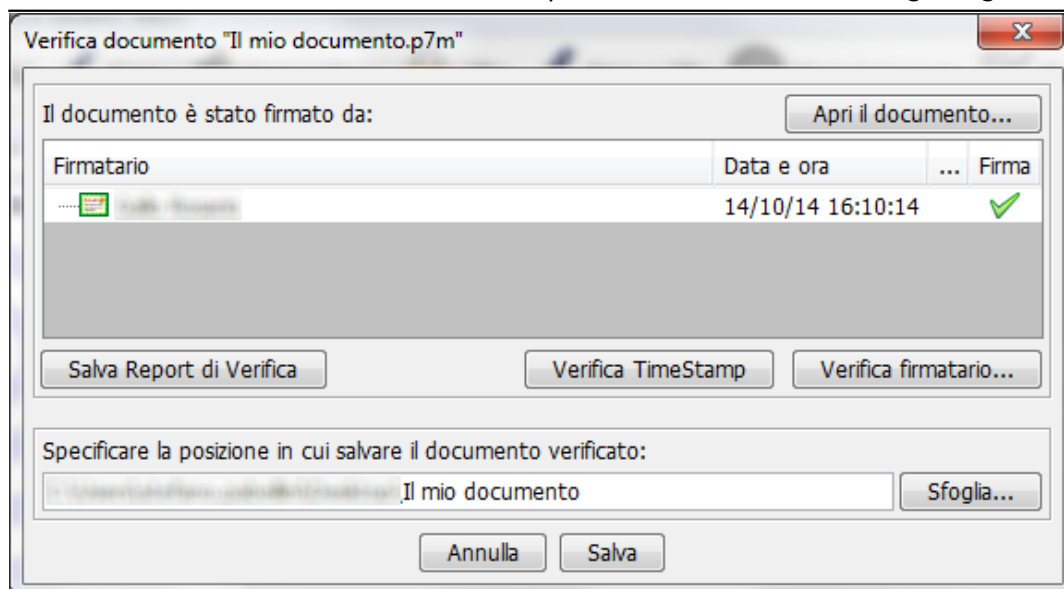 Verifica documento "Il mio documento.p7m"
Il documento è stato firmato da:
Apri il documento...
Firmatario Data e ora ... Firma
14/10/14 16:10:14
Salva Report di Verifica Verifica TimeStamp Verifica firmatario...
Specificare la posizione in cui salvare il documento verificato:
Il mio documento Sfoglia...
Annulla Salva